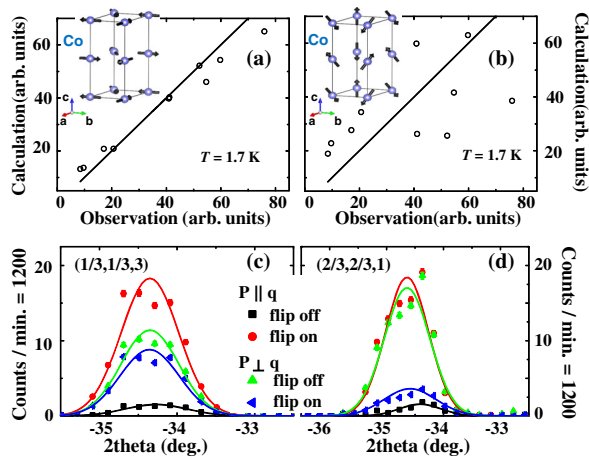 60
40
20
Calculation(arb. units)
Co
(a)
c
a
b
T = 1.7 K
0
20
40
60
80
Observation (arb. units)
Co
(b)
c
a
b
T = 1.7 K
0
20
40
60
80
Observation (arb. units)
60
40
20
Calculation(arb. units)
20
10
0
Counts / min. = 1200
(1/3,1/3,3)
(c)
P || q
flip off
flip on
P ⊥ q
flip off
flip on
-35
-34
2theta (deg.)
(2/3,2/3,1)
(d)
-36
-35
-34
-33
2theta (deg.)
20
10
0
Counts / min. = 1200